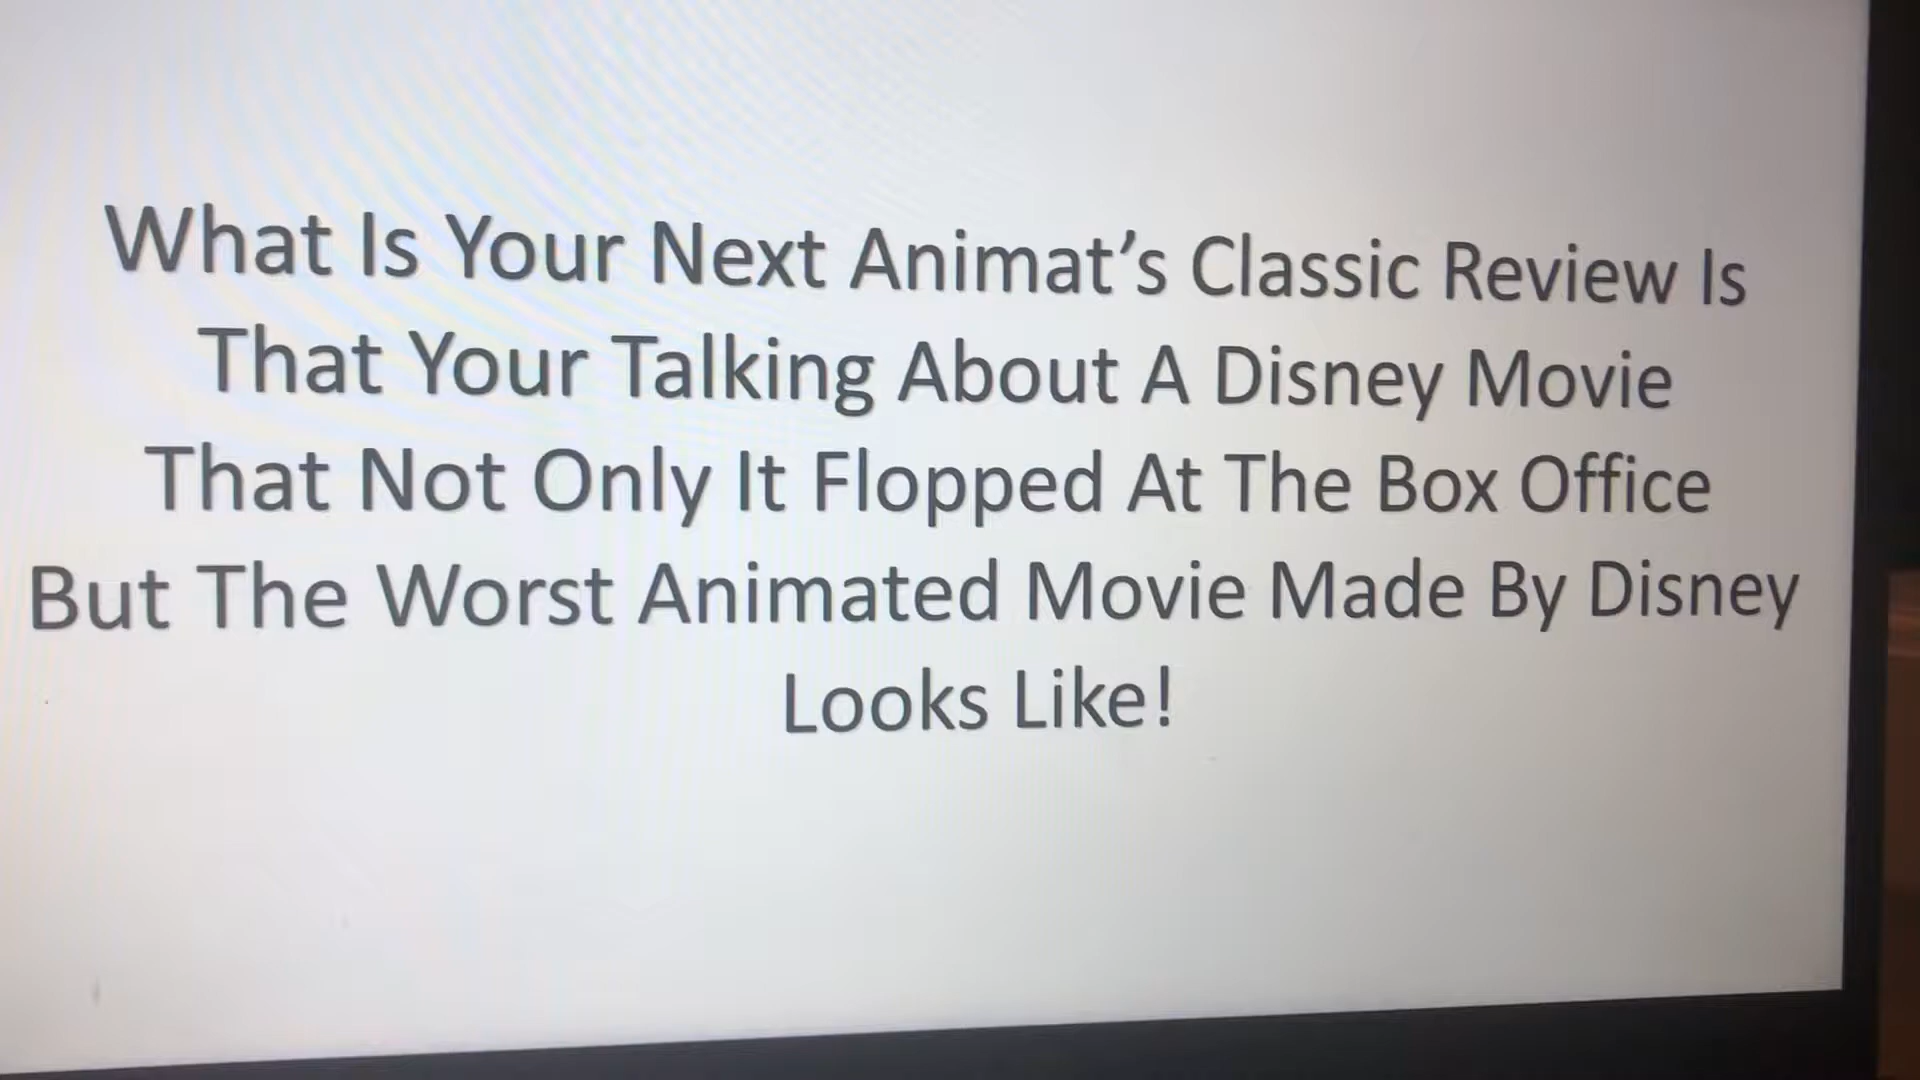 What Is Your Next Animat’s Classic Review Is
That Your Talking About A Disney Movie
That Not Only It Flopped At The Box Office
But The Worst Animated Movie Made By Disney
Looks Like!